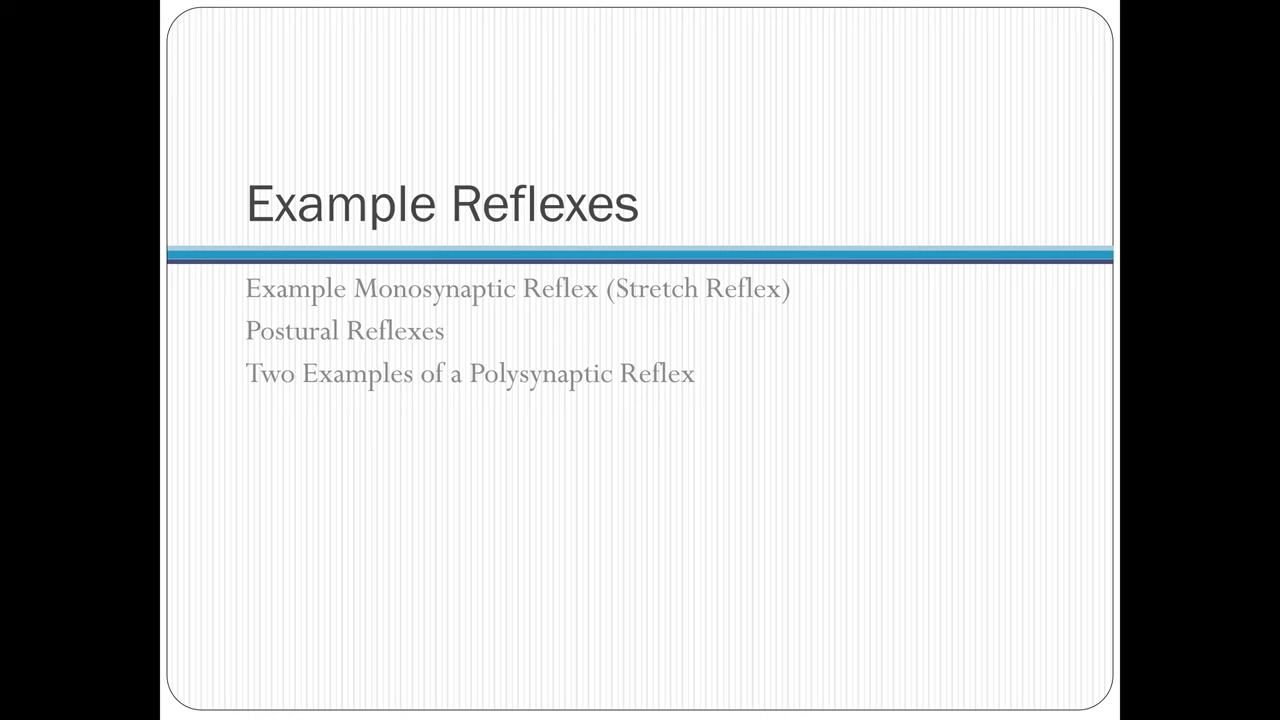 Example Reflexes
Example Monosynaptic Reflex (Stretch Reflex)
Postural Reflexes
Two Examples of a Polysynaptic Reflex